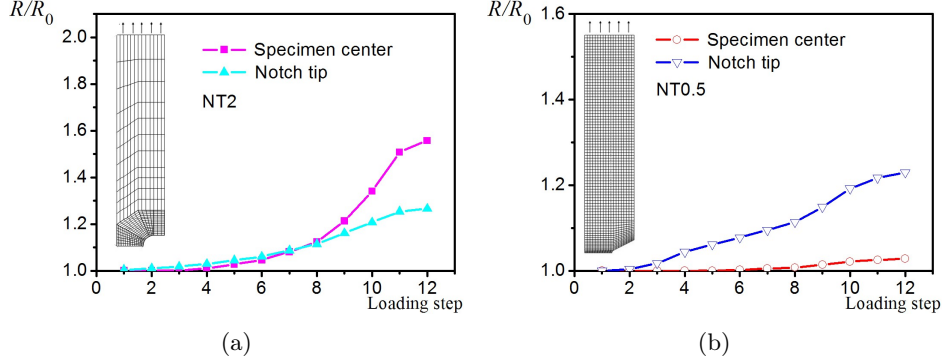 R/R0
2.0
1.8
1.6
1.4
1.2
1.0
Specimen center
Notch tip
NT2
0 2 4 6 8 10 12
Loading step
(a)
R/R0
1.6
1.4
1.2
1.0
Specimen center
Notch tip
NT0.5
0 2 4 6 8 10 12
Loading step
(b)